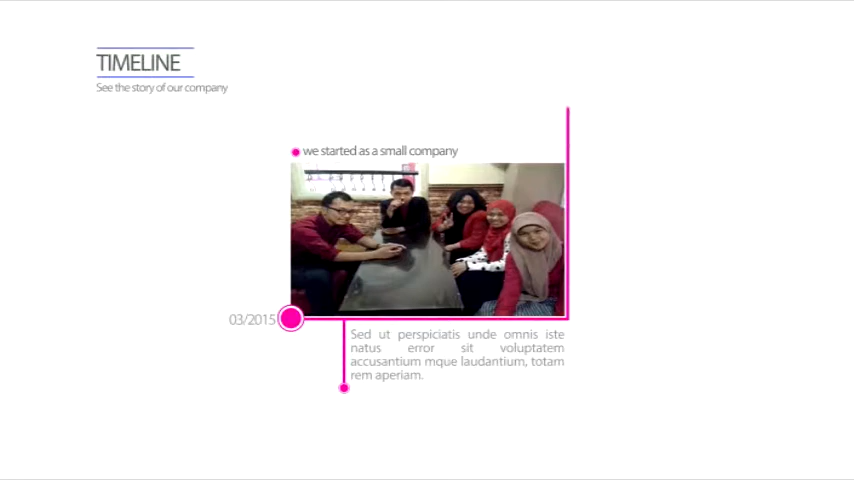 TIMELINE
See the story of our company
we started as a small company
03/2015
Sed ut perspiciatis unde omnis iste
natus error sit voluptatem
accusantium mque laudantium, totam
rem aperiam.